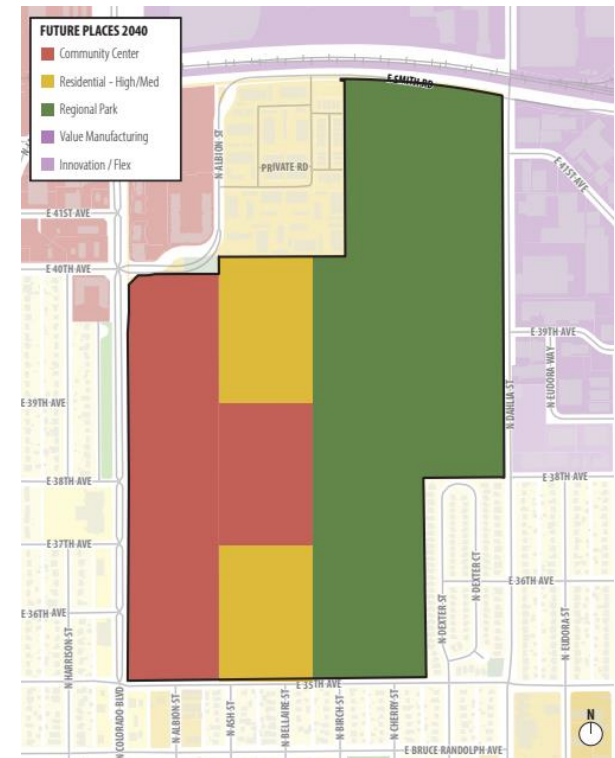 FUTURE PLACES 2040
Community Center
Residential - High/Med
Regional Park
Value Manufacturing
Innovation / Flex
E SMITH RD
N ALBION ST
PRIVATE RD
E 41ST AVE
E 41ST AVE
E 40TH AVE
E 39TH AVE
N EUDORA WAY
N DAHLIA ST
E 39TH AVE
E 38TH AVE
E 38TH AVE
E 37TH AVE
N DEXTER CT
E 36TH AVE
N DEXTER ST
E 36TH AVE
N HARRISON ST
N EUDORA ST
E 35TH AVE
N COLORADO BLVD
N ALBION ST
N ASH ST
N BELLAIRE ST
N BIRCH ST
N CHERRY ST
E BRUCE RANDOLPH AVE
N